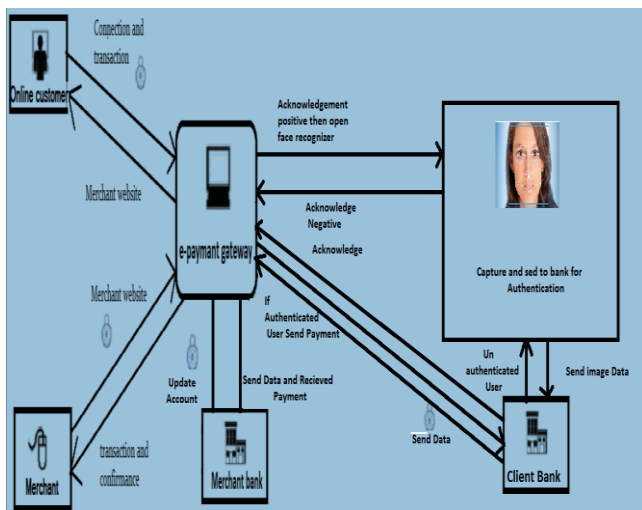 Connection and
transaction
Online customer
Acknowledgement
positive then open
face recognizer
Merchant website
Acknowledge
Negative
Acknowledge
e-paymant gateway
Capture and sed to bank for
Authentication
Merchant website
If
Authenticated
User Send Payment
Un
authenticated
User
Send image Data
Update
Account
Send Data and Recieved
Payment
Send Data
transaction and
confirmance
Merchant
Merchant bank
Client Bank